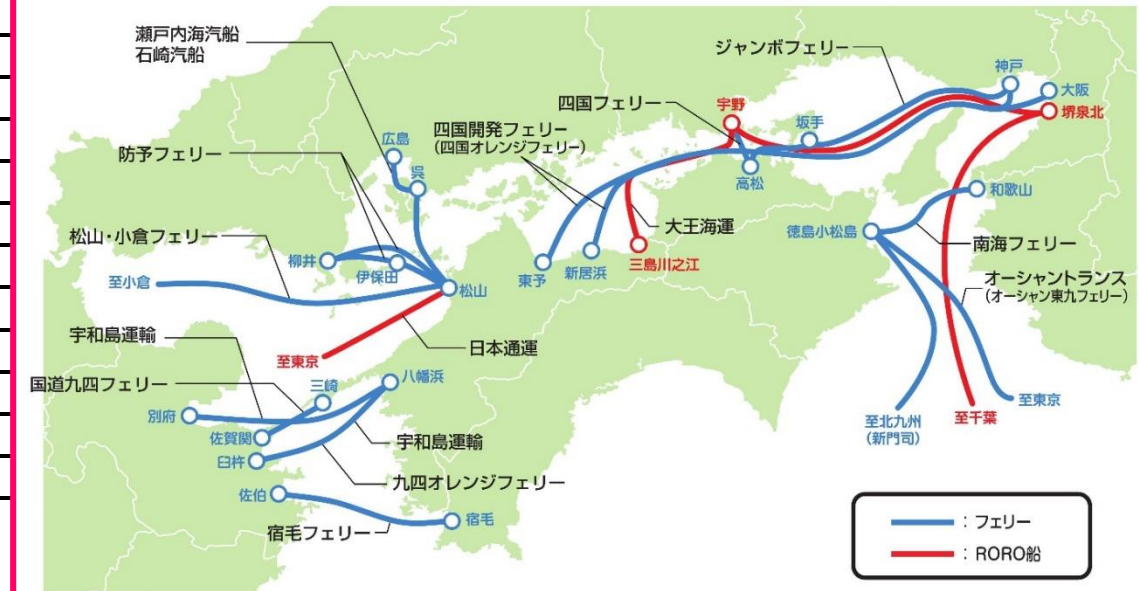 瀬戸内海汽船
石崎汽船
ジャンボフェリー
神戸
大阪
堺泉北
四国フェリー
宇野
坂手
四国開発フェリー
(四国オレンジフェリー)
高松
防予フェリー
広島
呉
和歌山
松山・小倉フェリー
大王海運
徳島小松島
南海フェリー
柳井
伊保田
東予
新居浜
三島川之江
至小倉
松山
オーシャントランス
(オーシャン東九フェリー)
宇和島運輸
日本通運
至東京
国道九四フェリー
三崎
八幡浜
至東京
別府
佐賀関
宇和島運輸
至北九州
(新門司)
至千葉
臼杵
九四オレンジフェリー
佐伯
宿毛
宿毛フェリー
:フェリー
:RORO船